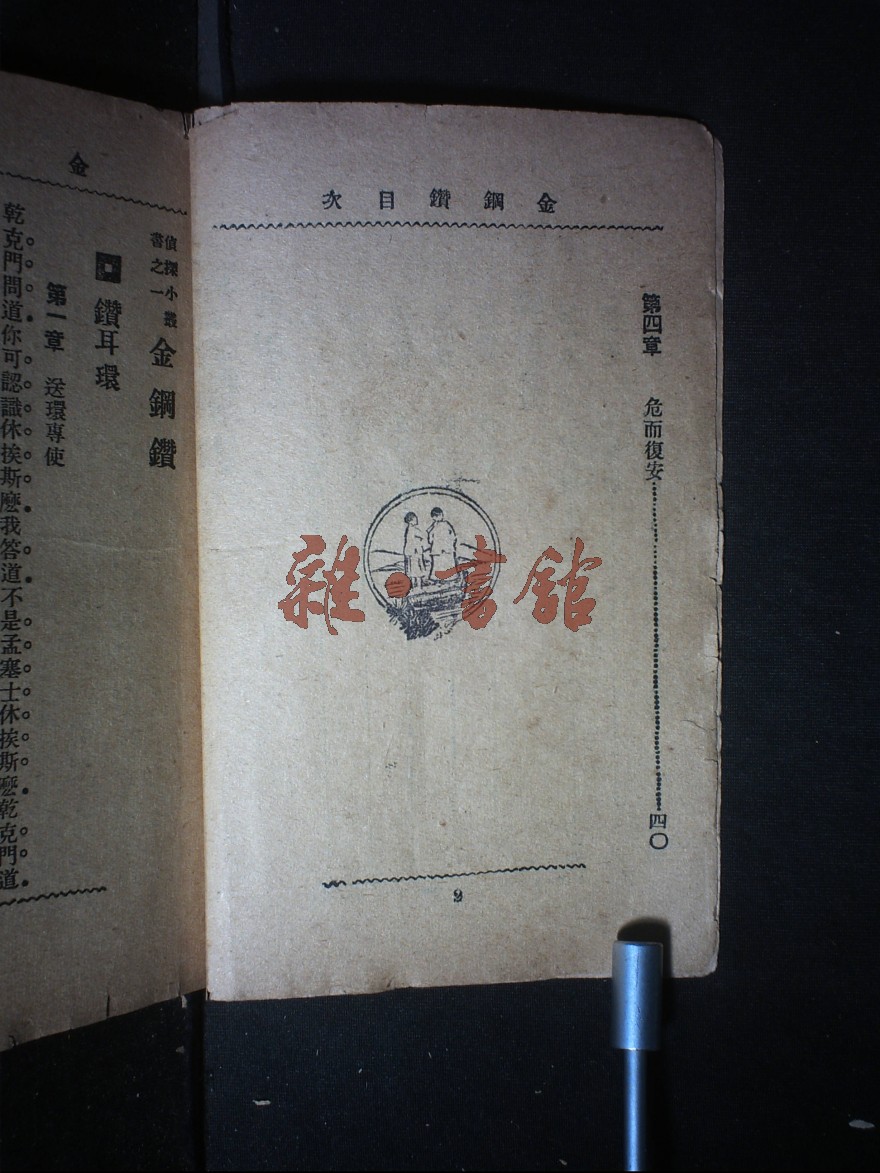 金鋼鑽目次
第四章　危而復安………四〇
2
雜·書館
金
偵探小叢書之一　金鋼鑽
鑽耳環
第一章　送環專使
乾克門問道你可認識休挨斯麼我答道不是孟塞士休挨斯麼乾克門道